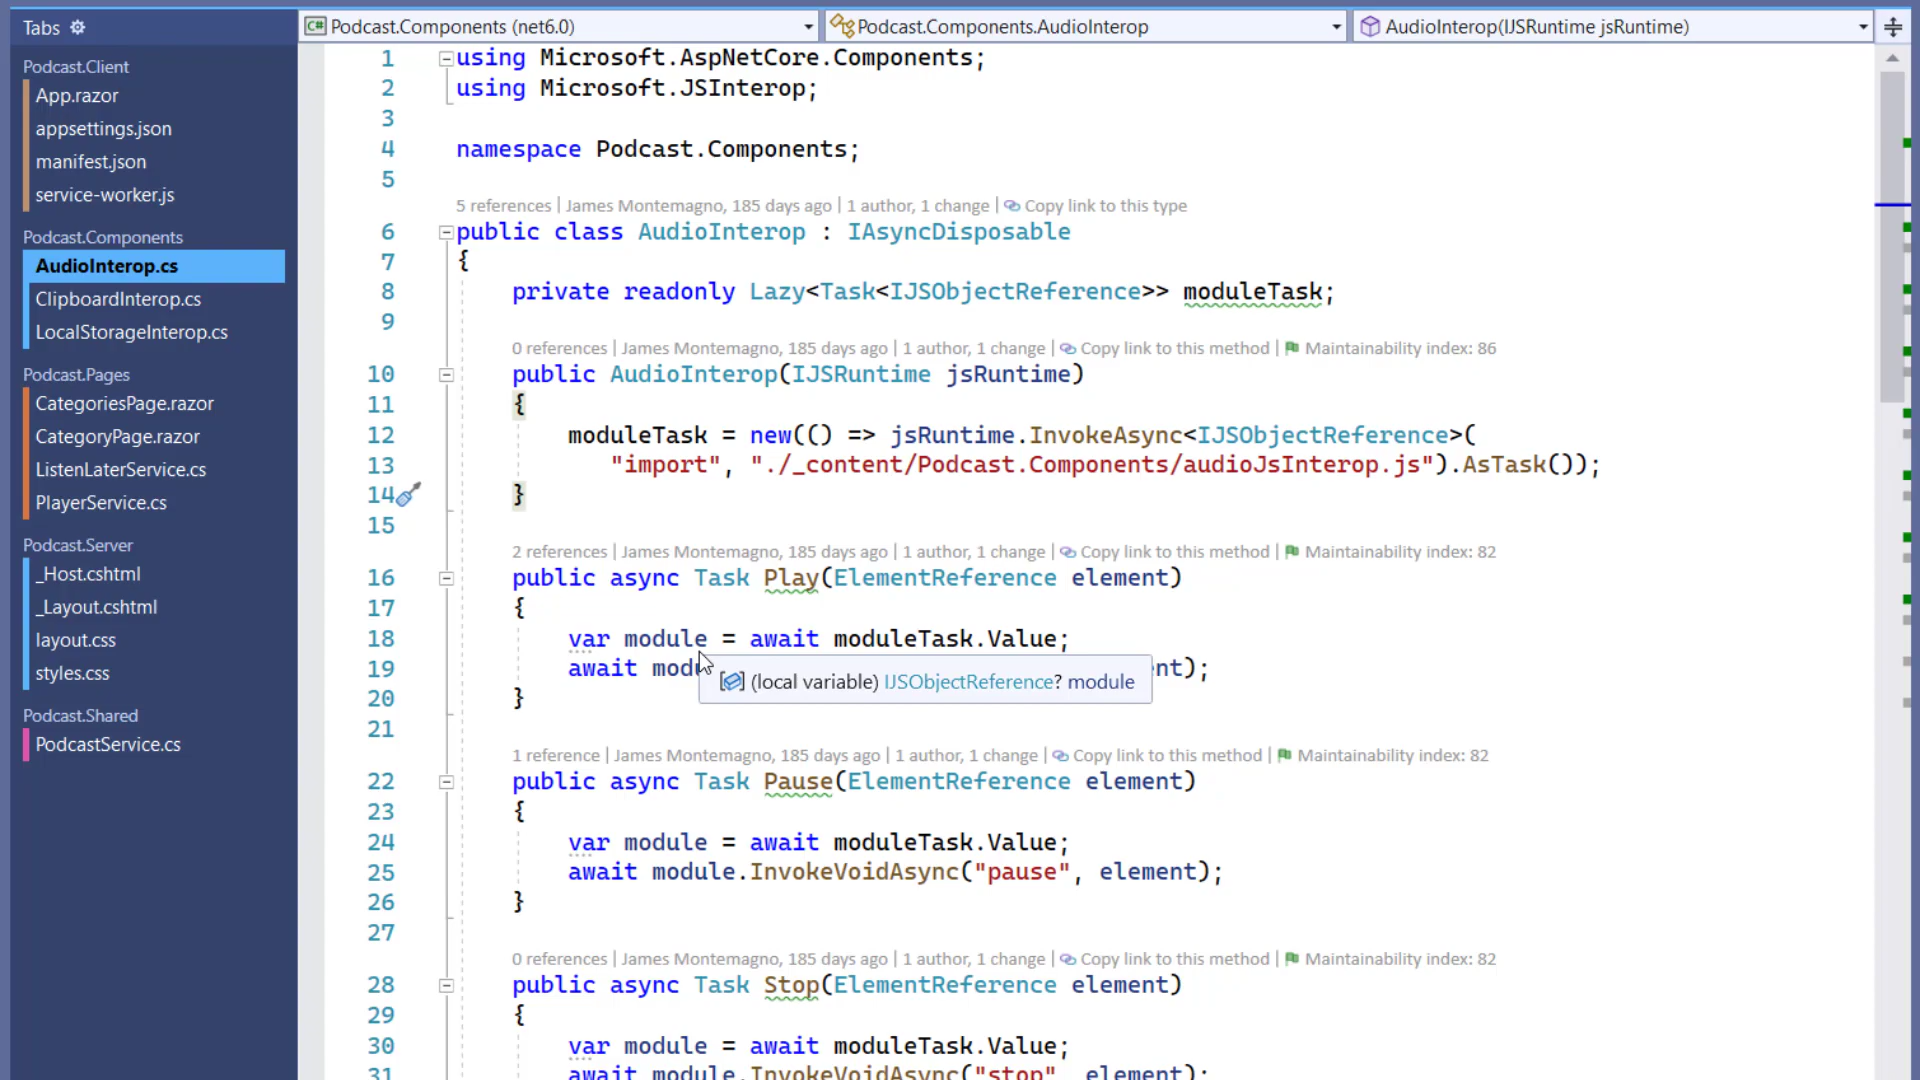 Tabs
Podcast.Components (net6.0)
Podcast.Components.AudioInterop
AudioInterop(IJSRuntime jsRuntime)
Podcast.Client
App.razor
appsettings.json
manifest.json
service-worker.js
Podcast.Components
AudioInterop.cs
ClipboardInterop.cs
LocalStorageInterop.cs
Podcast.Pages
CategoriesPage.razor
CategoryPage.razor
ListenLaterService.cs
PlayerService.cs
Podcast.Server
_Host.cshtml
_Layout.cshtml
layout.css
styles.css
Podcast.Shared
PodcastService.cs
1 using Microsoft.AspNetCore.Components;
2 using Microsoft.JSInterop;
3
4 namespace Podcast.Components;
5
5 references | James Montemagno, 185 days ago | 1 author, 1 change | Copy link to this type
6 public class AudioInterop : IAsyncDisposable
7 {
8 private readonly Lazy<Task<IJSObjectReference>> moduleTask;
9
0 references | James Montemagno, 185 days ago | 1 author, 1 change | Copy link to this method | Maintainability index: 86
10 public AudioInterop(IJSRuntime jsRuntime)
11 {
12 moduleTask = new(() => jsRuntime.InvokeAsync<IJSObjectReference>(
13 "import", "./_content/Podcast.Components/audioJsInterop.js").AsTask());
14 }
15
2 references | James Montemagno, 185 days ago | 1 author, 1 change | Copy link to this method | Maintainability index: 82
16 public async Task Play(ElementReference element)
17 {
18 var module = await moduleTask.Value;
19 await modu nt);
(local variable) IJSObjectReference? module
20 }
21
1 reference | James Montemagno, 185 days ago | 1 author, 1 change | Copy link to this method | Maintainability index: 82
22 public async Task Pause(ElementReference element)
23 {
24 var module = await moduleTask.Value;
25 await module.InvokeVoidAsync("pause", element);
26 }
27
0 references | James Montemagno, 185 days ago | 1 author, 1 change | Copy link to this method | Maintainability index: 82
28 public async Task Stop(ElementReference element)
29 {
30 var module = await moduleTask.Value;
31 await module.InvokeVoidAsync("stop", element);